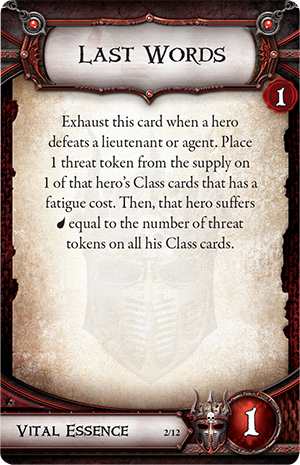 Last Words
1
Exhaust this card when a hero
defeats a lieutenant or agent. Place
1 threat token from the supply on
1 of that hero's Class cards that has a
fatigue cost. Then, that hero suffers
equal to the number of threat
tokens on all his Class cards.
Vital Essence 2/12 1